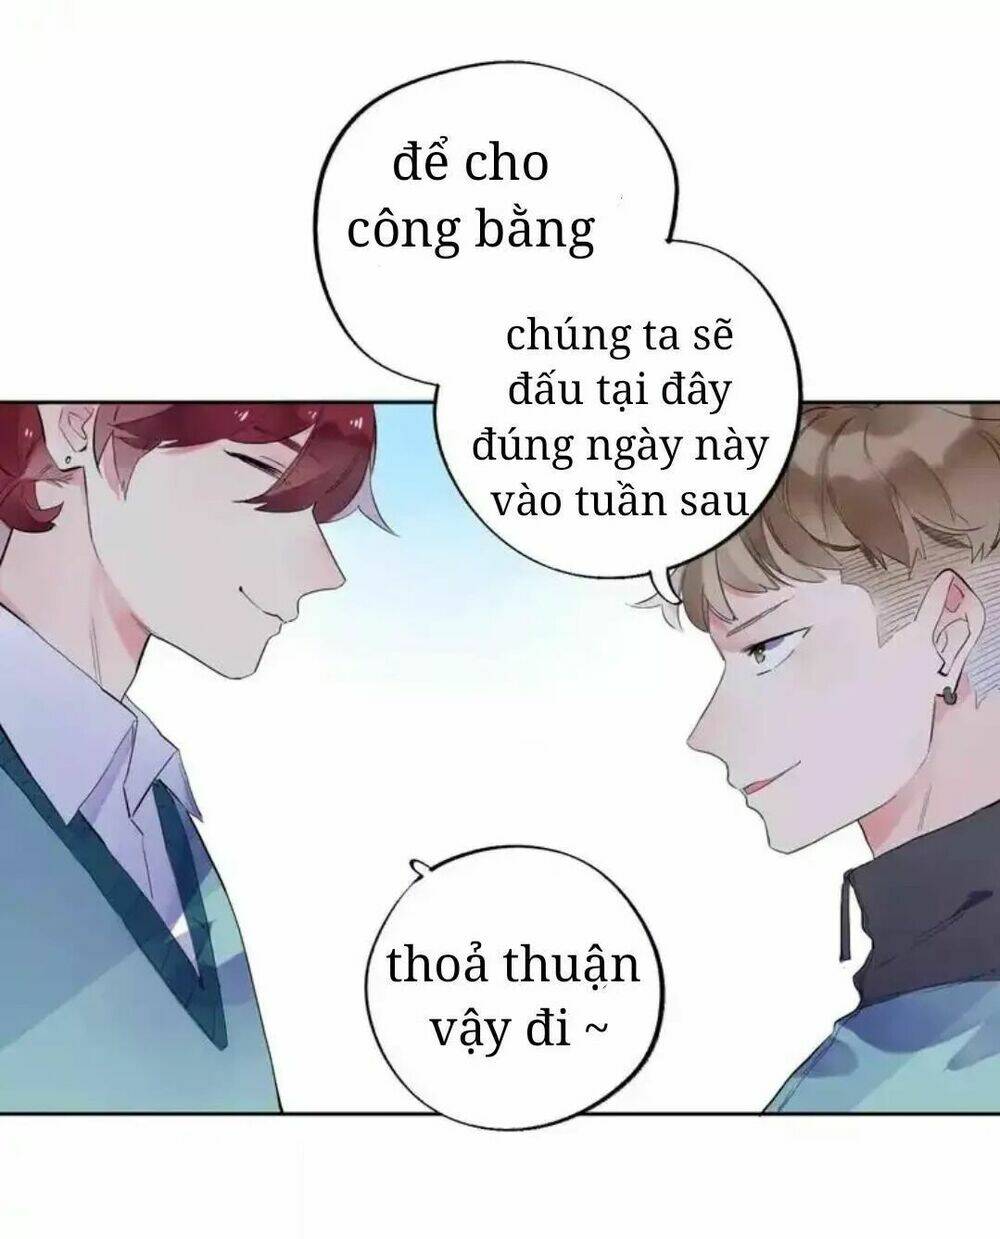 để cho
công bằng
chúng ta sẽ
đấu tại đây
đúng ngày này
vào tuần sau
thoả thuận
vậy đi ~